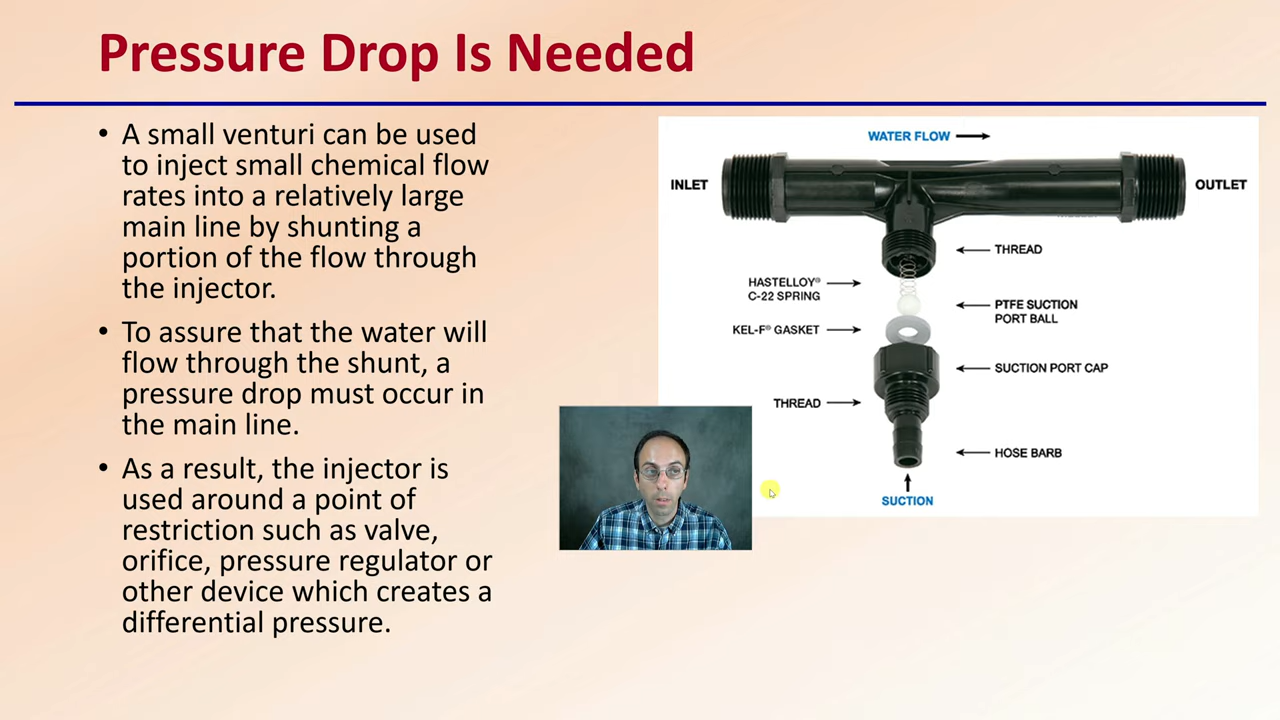 Pressure Drop Is Needed
• A small venturi can be used
to inject small chemical flow
rates into a relatively large
main line by shunting a
portion of the flow through
the injector.
• To assure that the water will
flow through the shunt, a
pressure drop must occur in
the main line.
• As a result, the injector is
used around a point of
restriction such as valve,
orifice, pressure regulator or
other device which creates a
differential pressure.
WATER FLOW
INLET
OUTLET
THREAD
HASTELLOY®
C-22 SPRING
PTFE SUCTION
PORT BALL
KEL-F® GASKET
SUCTION PORT CAP
THREAD
HOSE BARB
SUCTION